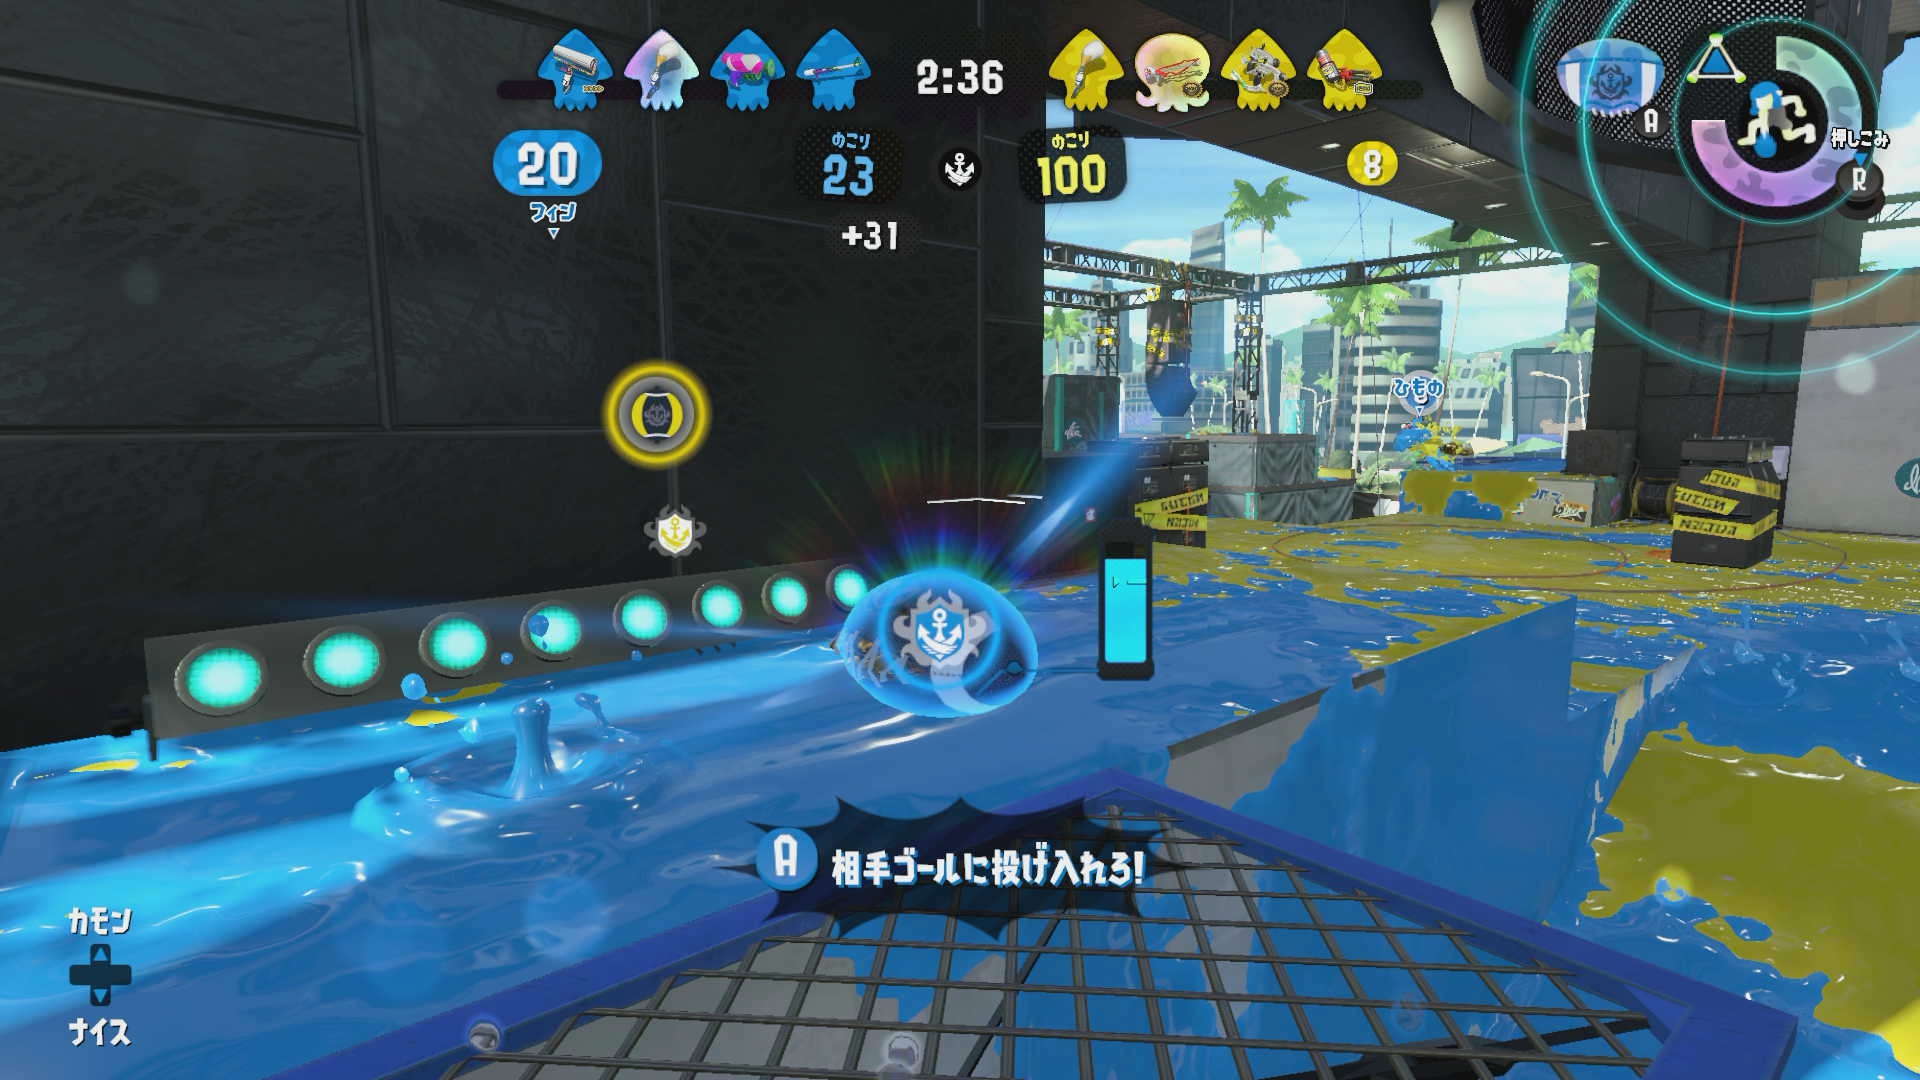 2:36
20
フィジ
のこり
23
+31
のこり
100
8
A
押しこみ
R
ひもの
A 相手ゴールに投げ入れろ!
カモン
ナイス